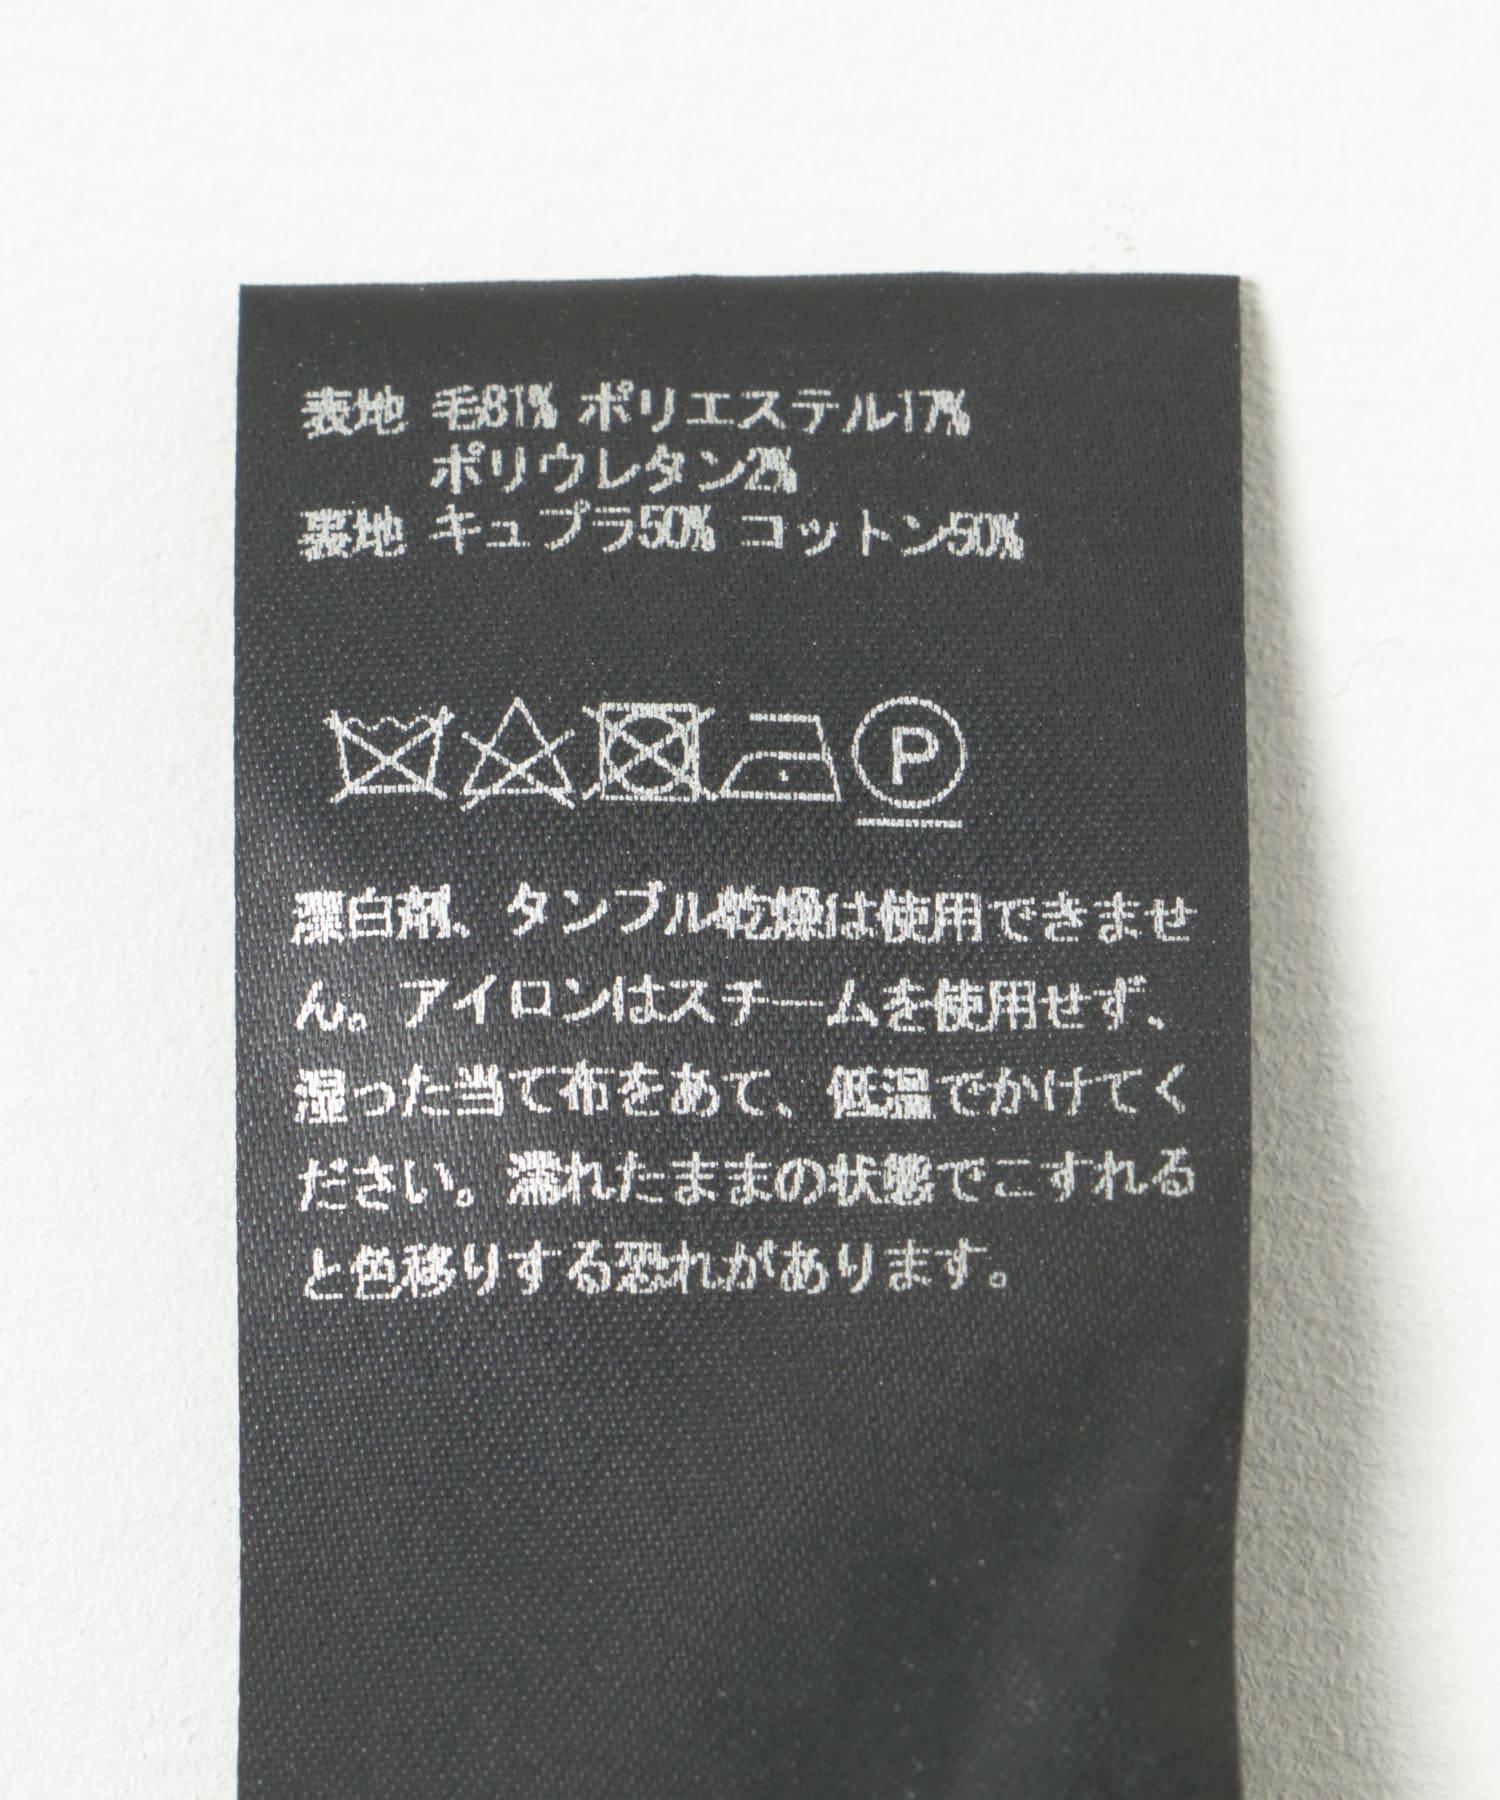 表地 毛81% ポリエステル17%
ポリウレタン2%
裏地 キュプラ50% コットン50%
P
漂白剤、タンブル乾燥は使用できませ
ん。アイロンはスチームを使用せず、
湿った当て布をあて、低温でかけてく
ださい。濡れたままの状態でこすれる
と色移りする恐れがあります。